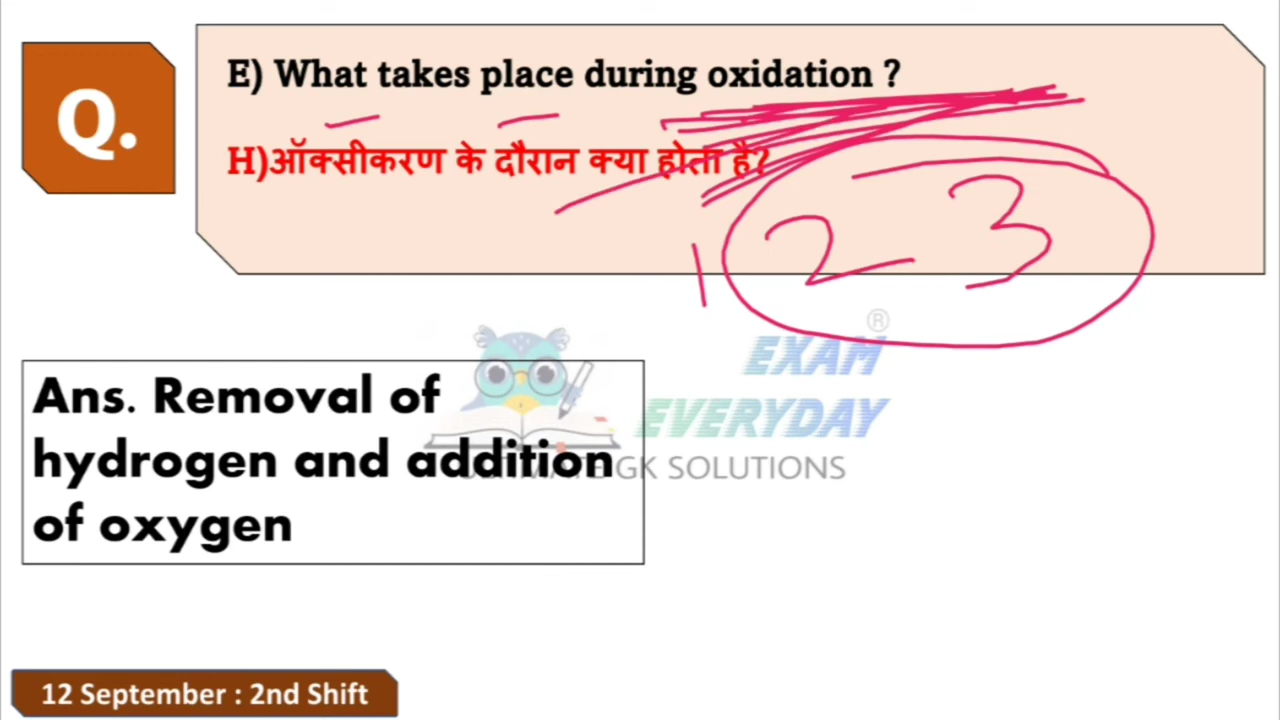 Q.
E) What takes place during oxidation ?
H)ऑक्सीकरण के दौरान क्या होता है?
1 2 3
®
EXAM
EVERYDAY
ULTIMATE GK SOLUTIONS
Ans. Removal of
hydrogen and addition
of oxygen
12 September : 2nd Shift